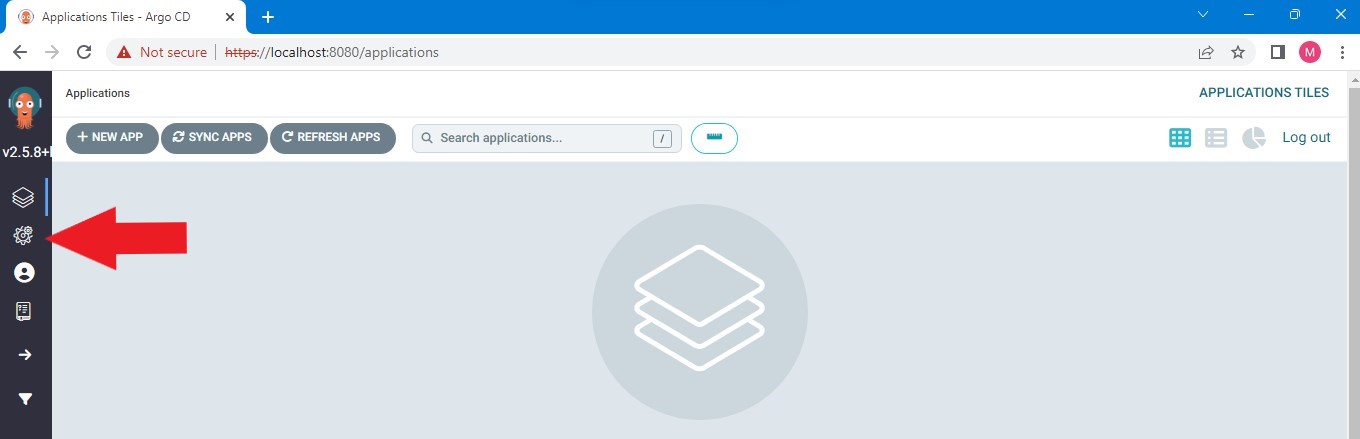 Applications Tiles - Argo CD
Not secure https://localhost:8080/applications
M
Applications
APPLICATIONS TILES
NEW APP SYNC APPS REFRESH APPS Search applications... / Log out
v2.5.8+